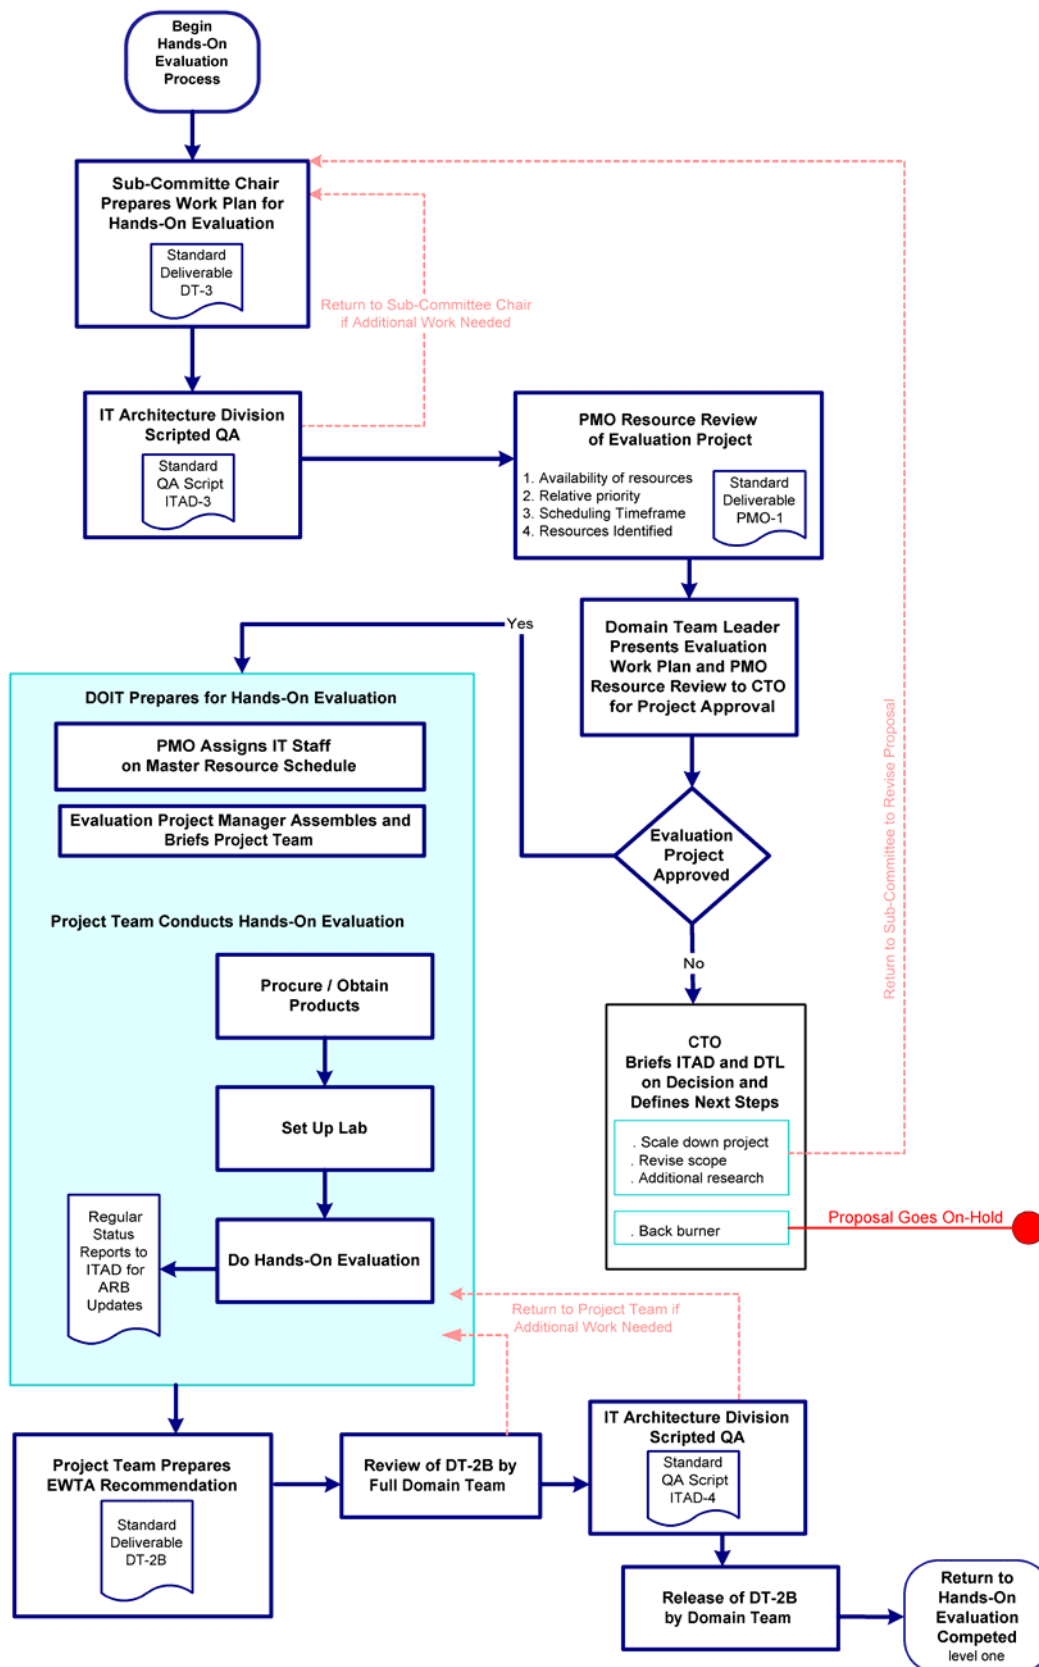 Begin
Hands-On
Evaluation
Process
Sub-Committe Chair
Prepares Work Plan for
Hands-On Evaluation
Standard
Deliverable
DT-3
Return to Sub-Committee Chair
if Additional Work Needed
IT Architecture Division
Scripted QA
Standard
QA Script
ITAD-3
PMO Resource Review
of Evaluation Project
1. Availability of resources
2. Relative priority
3. Scheduling Timeframe
4. Resources Identified
Standard
Deliverable
PMO-1
Domain Team Leader
Presents Evaluation
Work Plan and PMO
Resource Review to CTO
for Project Approval
Yes
Return to Sub-Committee to Revise Proposal
DOIT Prepares for Hands-On Evaluation
PMO Assigns IT Staff
on Master Resource Schedule
Evaluation Project Manager Assembles and
Briefs Project Team
Evaluation
Project
Approved
No
Project Team Conducts Hands-On Evaluation
Procure / Obtain
Products
Set Up Lab
Do Hands-On Evaluation
Regular
Status
Reports to
ITAD for
ARB
Updates
CTO
Briefs ITAD and DTL
on Decision and
Defines Next Steps
. Scale down project
. Revise scope
. Additional research
. Back burner
Proposal Goes On-Hold
Return to Project Team if
Additional Work Needed
Project Team Prepares
EWTA Recommendation
Standard
Deliverable
DT-2B
Review of DT-2B by
Full Domain Team
IT Architecture Division
Scripted QA
Standard
QA Script
ITAD-4
Release of DT-2B
by Domain Team
Return to
Hands-On
Evaluation
Competed
level one